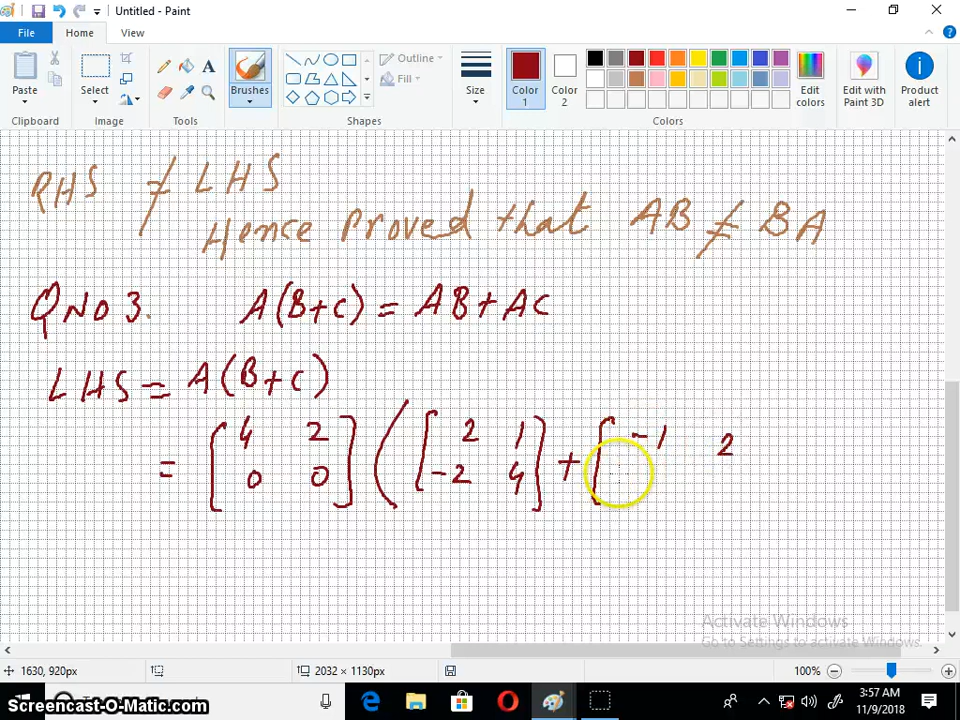 Untitled - Paint
File Home View
Paste Select Brushes Outline Fill Size Color 1 Color 2 Edit colors Edit with Paint 3D Product alert
Clipboard Image Tools Shapes Colors
RHS ≠ LHS
Hence Proved that AB ≠ BA
QNO 3. A(B+C) = AB + AC
LHS = A(B+C)
= [4 2
0 0] ([2 1
-2 4] + [-1 2
Activate Windows
Go to Settings to activate Windows.
1630, 920px 2032 × 1130px 100%
3:57 AM
11/9/2018
Screencast-O-Matic.com